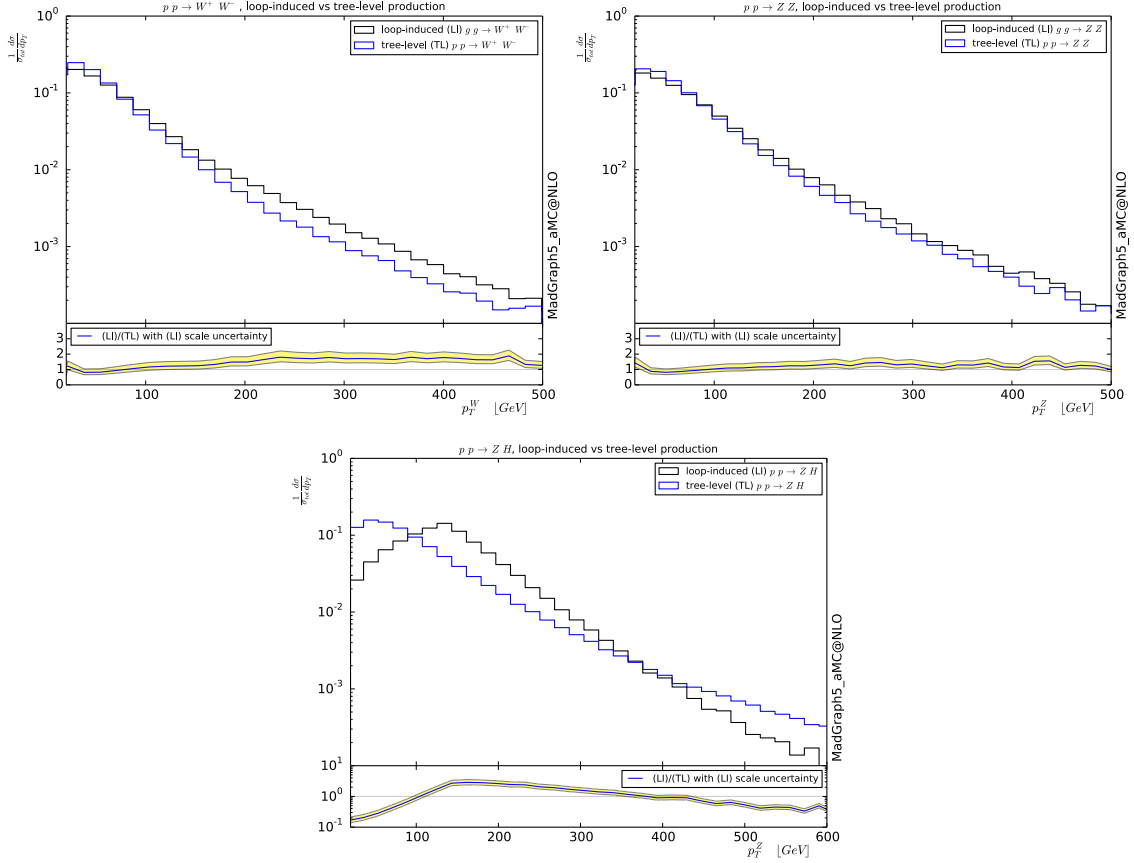 p p → W⁺ W⁻ , loop-induced vs tree-level production
loop-induced (LI) g g → W⁺ W⁻
tree-level (TL) p p → W⁺ W⁻
1/σ_tot dσ/dp_T
10⁰
10⁻¹
10⁻²
10⁻³
MadGraph5_aMC@NLO
(LI)/(TL) with (LI) scale uncertainty
3
2
1
0
100 200 300 400 500
p_T^W [GeV]
p p → Z Z, loop-induced vs tree-level production
loop-induced (LI) g g → Z Z
tree-level (TL) p p → Z Z
1/σ_tot dσ/dp_T
10⁰
10⁻¹
10⁻²
10⁻³
MadGraph5_aMC@NLO
(LI)/(TL) with (LI) scale uncertainty
3
2
1
0
100 200 300 400 500
p_T^Z [GeV]
p p → Z H, loop-induced vs tree-level production
loop-induced (LI) p p → Z H
tree-level (TL) p p → Z H
1/σ_tot dσ/dp_T
10⁰
10⁻¹
10⁻²
10⁻³
MadGraph5_aMC@NLO
(LI)/(TL) with (LI) scale uncertainty
10¹
10⁰
10⁻¹
100 200 300 400 500 600
p_T^Z [GeV]